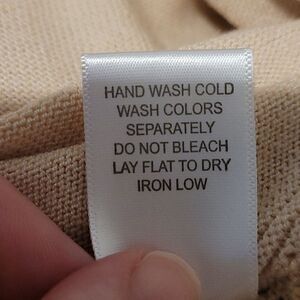 HAND WASH COLD
WASH COLORS
SEPARATELY
DO NOT BLEACH
LAY FLAT TO DRY
IRON LOW